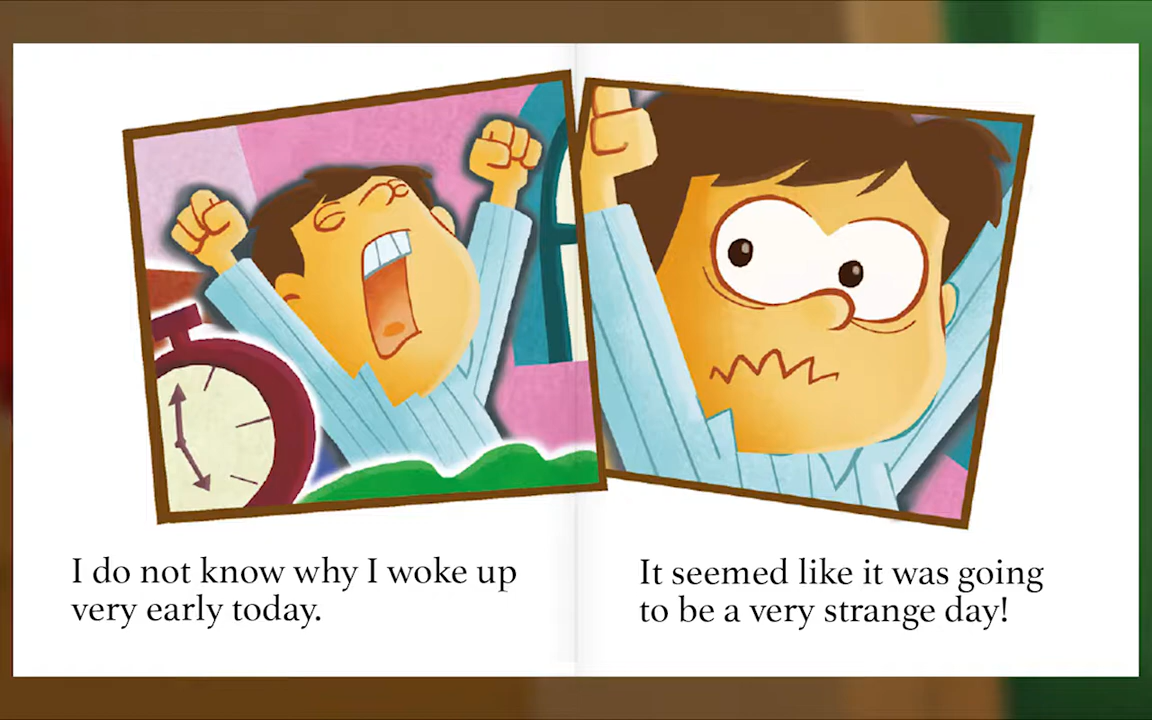 I do not know why I woke up
very early today.
It seemed like it was going
to be a very strange day!